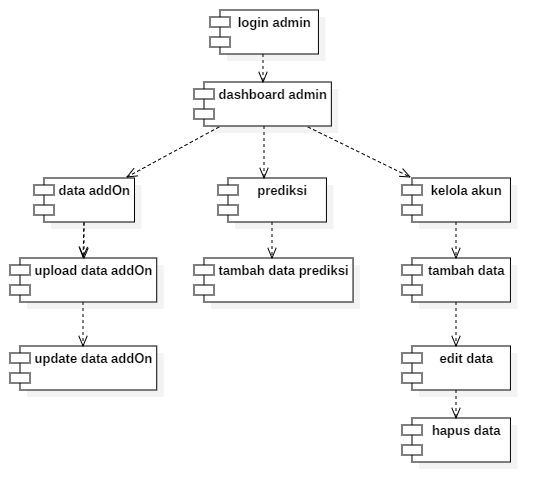 login admin
dashboard admin
data addOn
prediksi
kelola akun
upload data addOn
tambah data prediksi
tambah data
update data addOn
edit data
hapus data